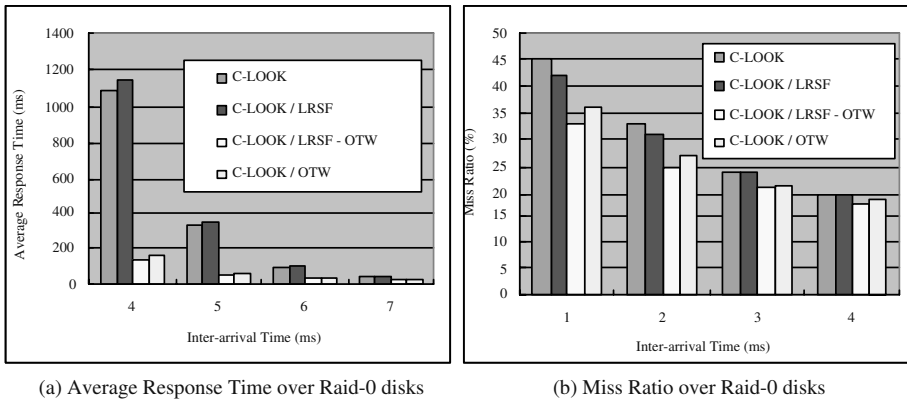 1400
1200
1000
800
600
400
200
0
Average Response Time (ms)
C-LOOK
C-LOOK / LRSF
C-LOOK / LRSF - OTW
C-LOOK / OTW
4 5 6 7
Inter-arrival Time (ms)
(a) Average Response Time over Raid-0 disks
50
45
40
35
30
25
20
15
10
5
0
Miss Ratio (%)
C-LOOK
C-LOOK / LRSF
C-LOOK / LRSF - OTW
C-LOOK / OTW
1 2 3 4
Inter-arrival Time (ms)
(b) Miss Ratio over Raid-0 disks